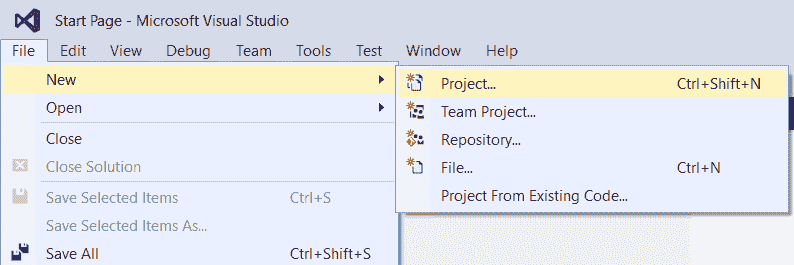 Start Page - Microsoft Visual Studio
File Edit View Debug Team Tools Test Window Help
New
Open
Close
Close Solution
Save Selected Items Ctrl+S
Save Selected Items As...
Save All Ctrl+Shift+S
Project... Ctrl+Shift+N
Team Project...
Repository...
File... Ctrl+N
Project From Existing Code...